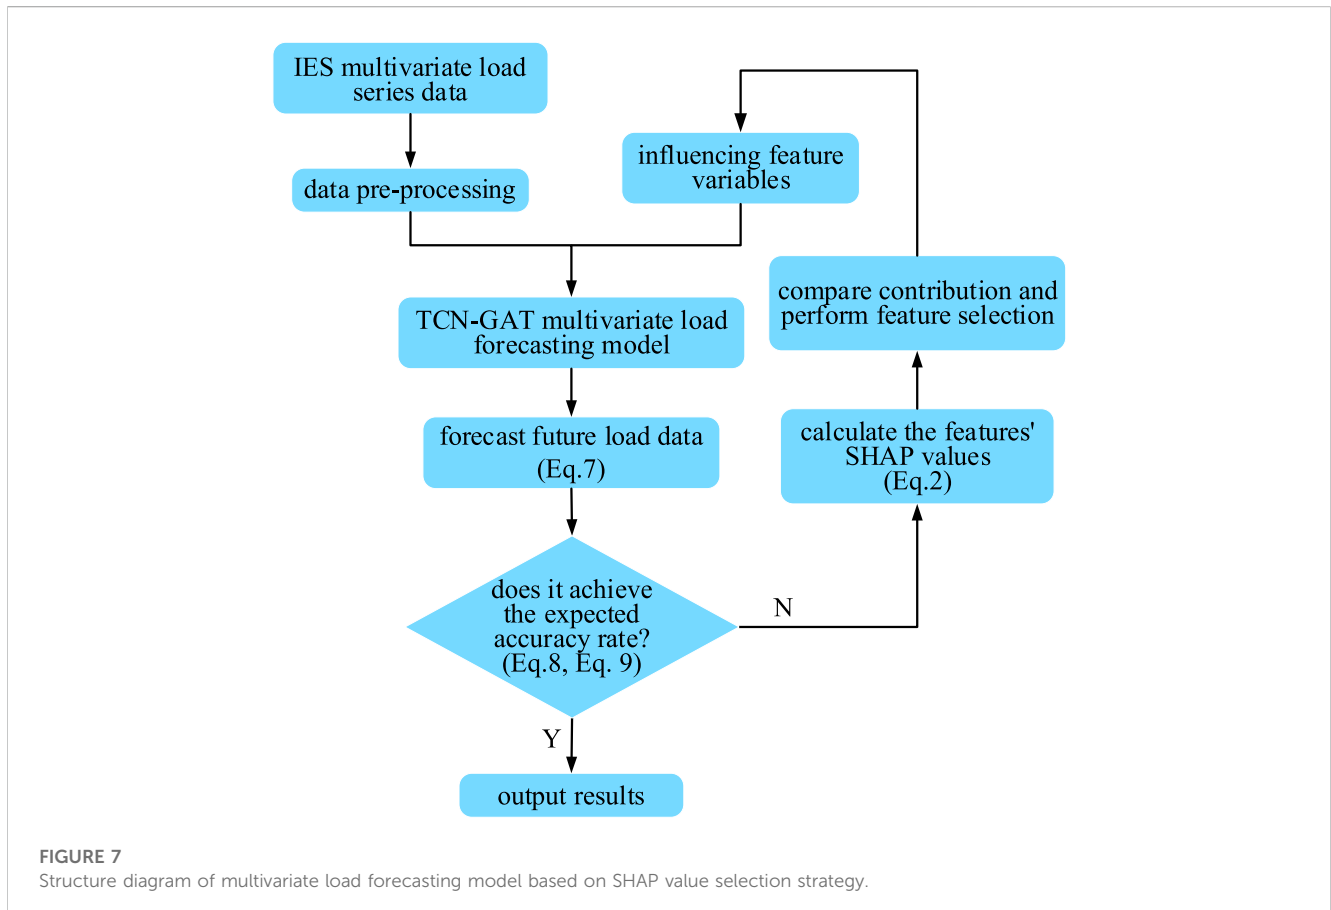 IES multivariate load
series data
data pre-processing
influencing feature
variables
TCN-GAT multivariate load
forecasting model
compare contribution and
perform feature selection
forecast future load data
(Eq.7)
calculate the features'
SHAP values
(Eq.2)
does it achieve
the expected
accuracy rate?
(Eq.8, Eq. 9)
N
Y
output results
FIGURE 7
Structure diagram of multivariate load forecasting model based on SHAP value selection strategy.